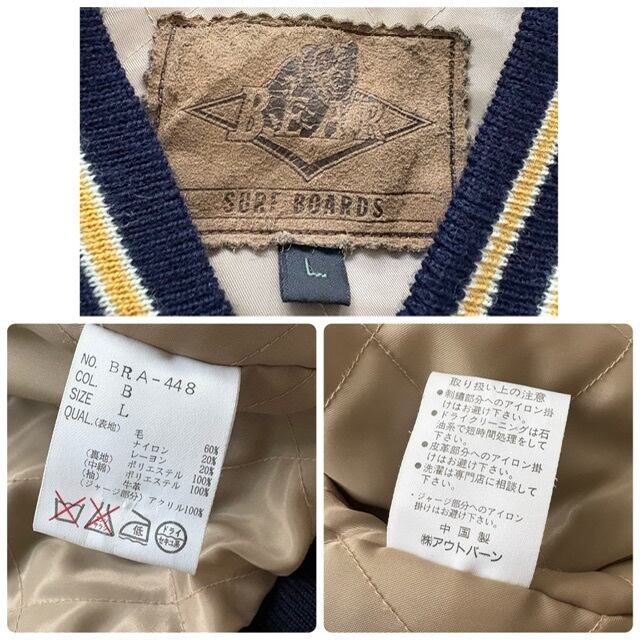 BEAR
SURF BOARDS
L
NO. BRA-448
COL. B
SIZE L
QUAL.(表地)
毛 60%
ナイロン 20%
レーヨン 20%
(裏地) ポリエステル 100%
(中綿) ポリエステル 100%
(袖) 牛革
(ジャージ部分) アクリル100%
低
ドライ
セキユ系
取り扱い上の注意
●刺繍部分へのアイロン掛
けはお避け下さい。
●ドライクリーニングは石
油系で短時間処理をして
下さい。
●皮革部分へのアイロン掛
けはお避け下さい。
●洗濯は専門店に相談して
下さい。
・ジャージ部分へのアイロン
掛けはお避け下さい。
中国製
㈱アウトバーン